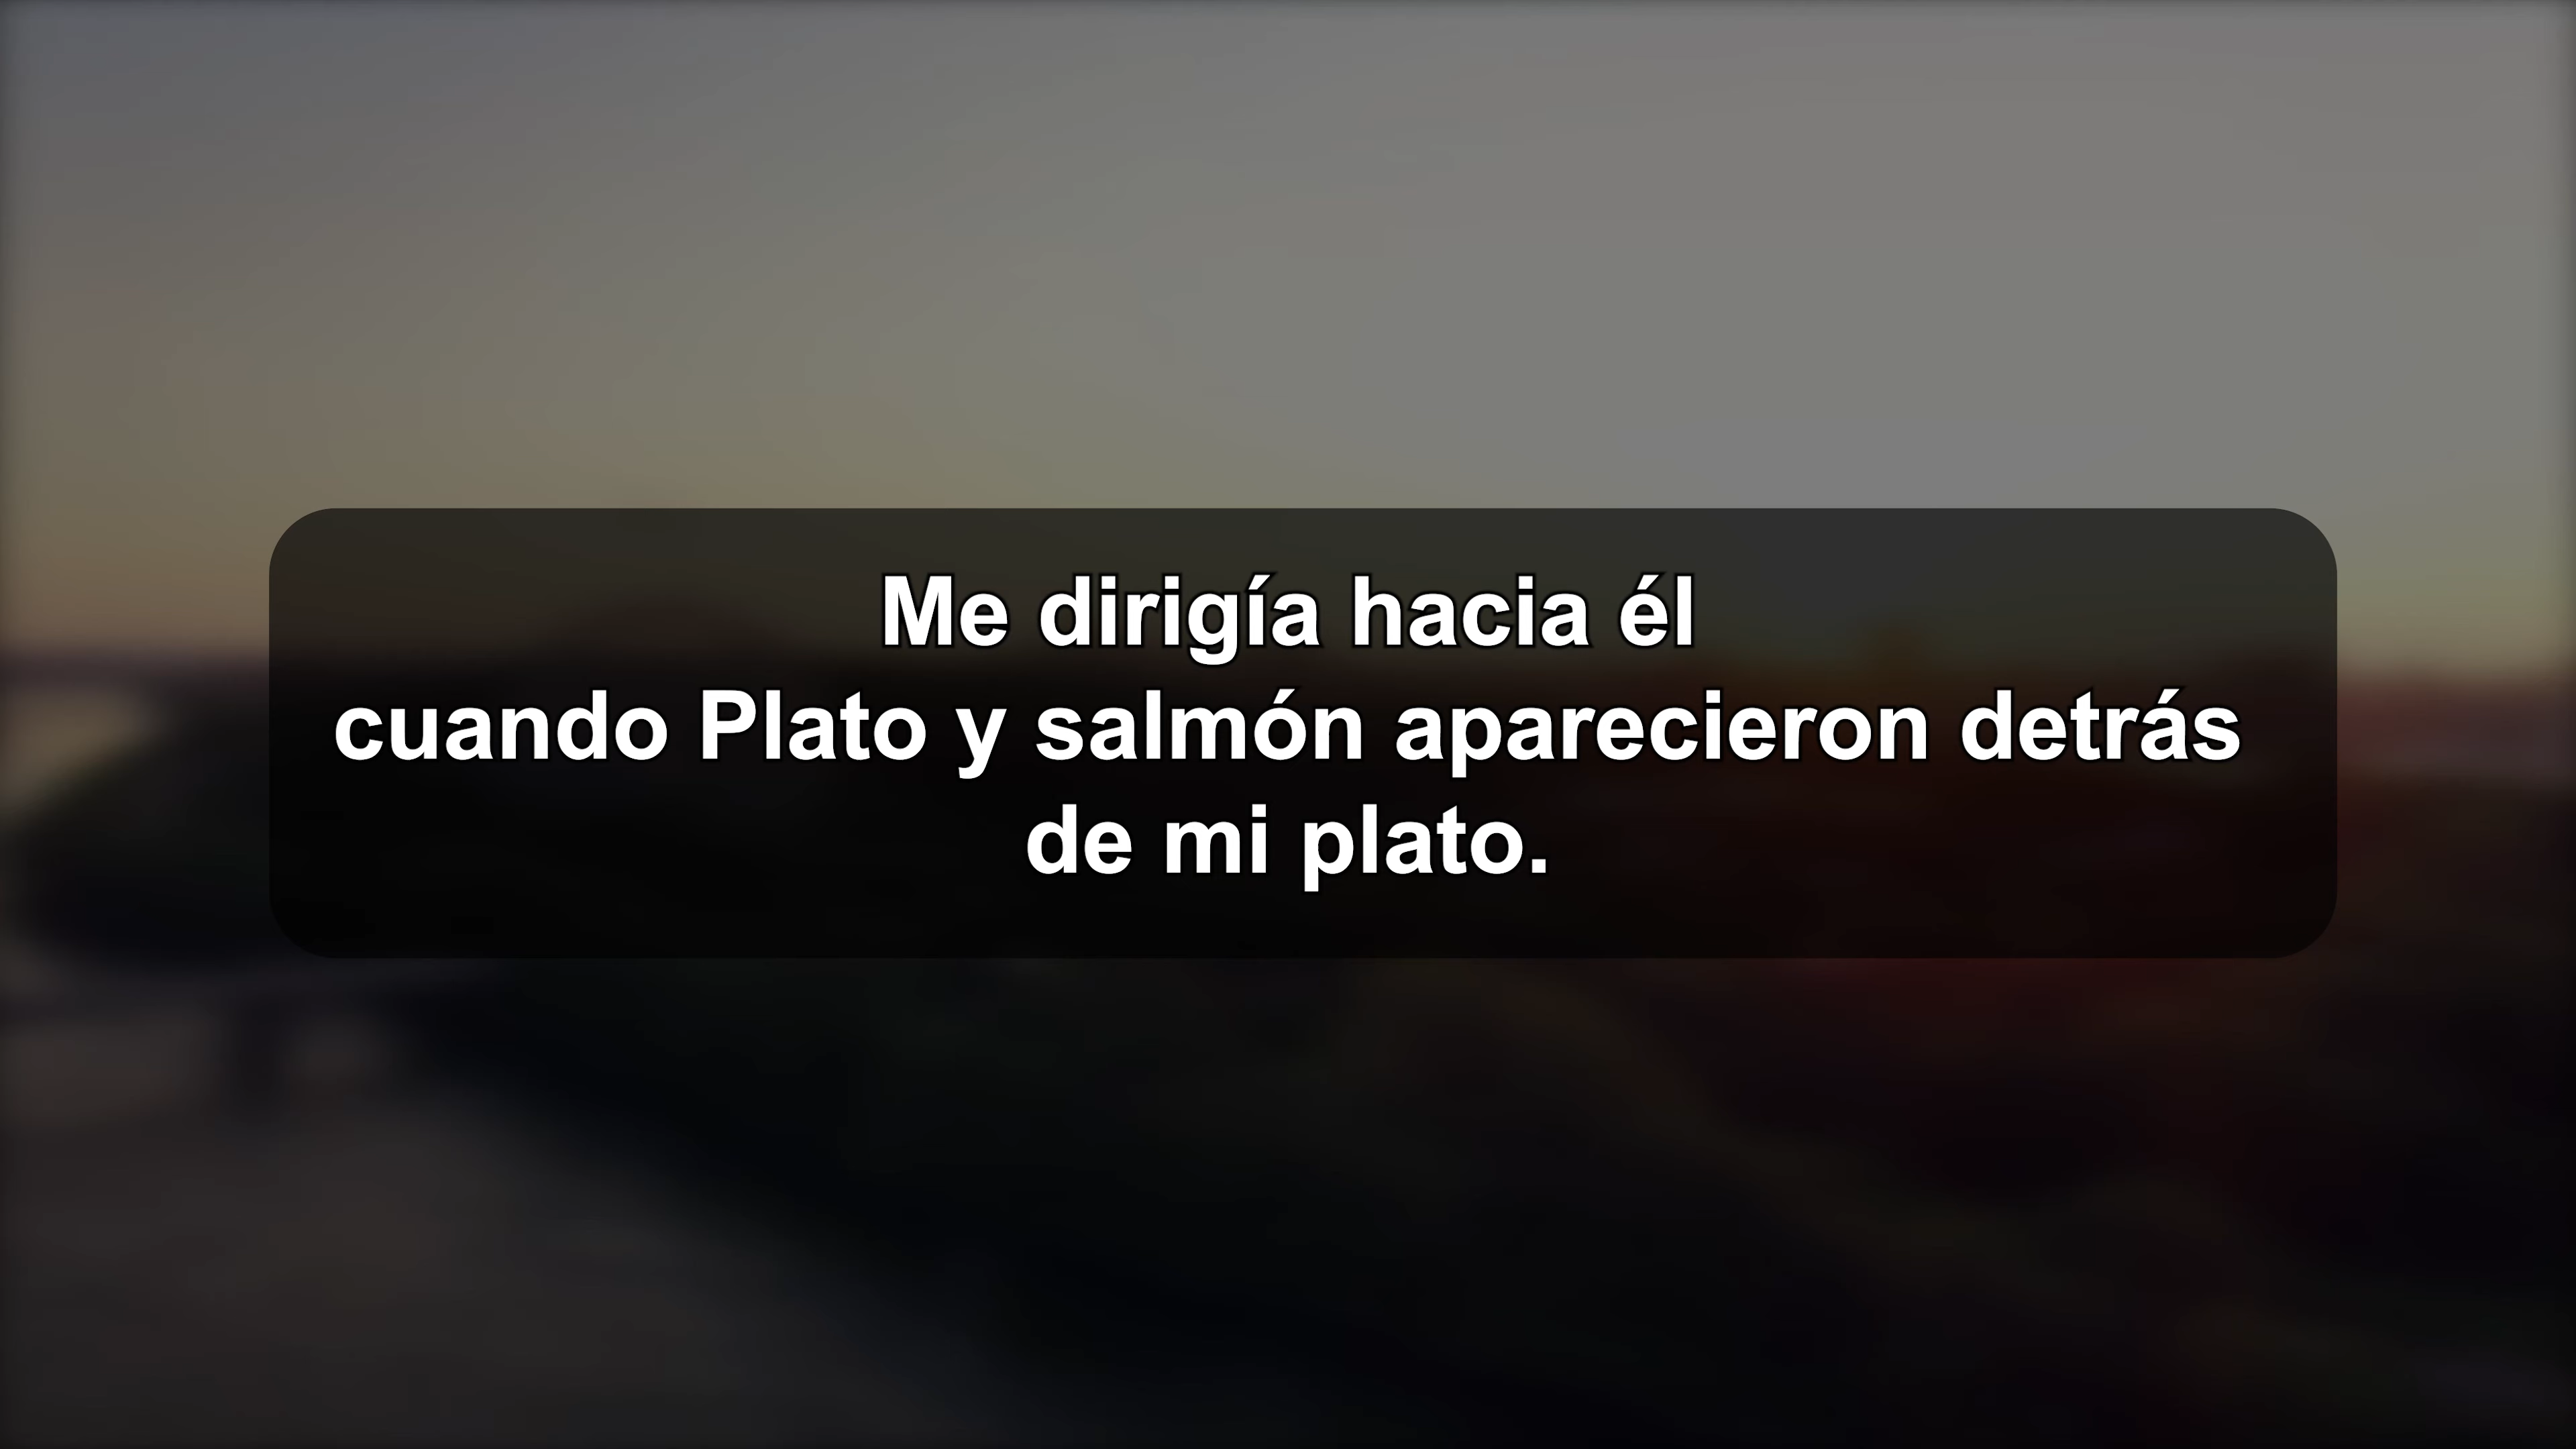 Me dirigía hacia él
cuando Plato y salmón aparecieron detrás
de mi plato.